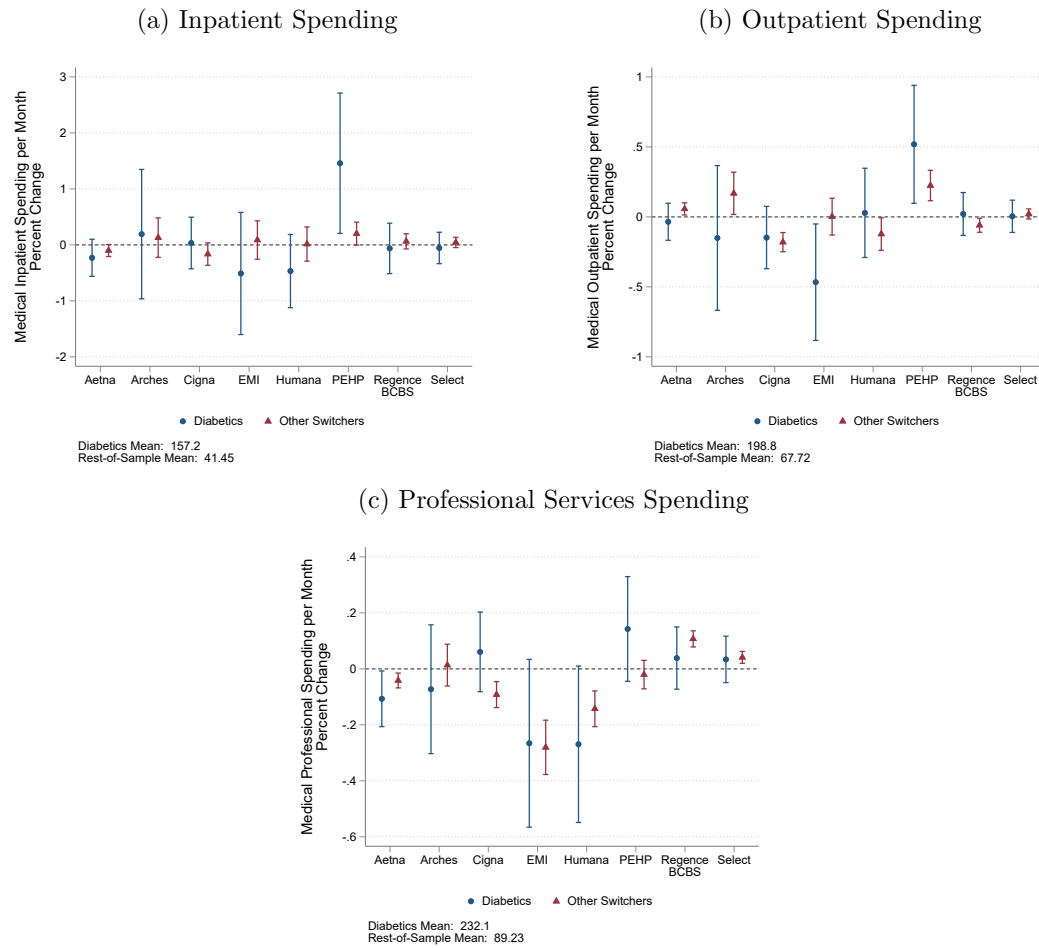 (a) Inpatient Spending
Medical Inpatient Spending per Month
Percent Change
3
2
1
0
-1
-2
Aetna Arches Cigna EMI Humana PEHP Regence BCBS Select
Diabetics Other Switchers
Diabetics Mean: 157.2
Rest-of-Sample Mean: 41.45
(b) Outpatient Spending
Medical Outpatient Spending per Month
Percent Change
1
.5
0
-.5
-1
Aetna Arches Cigna EMI Humana PEHP Regence BCBS Select
Diabetics Other Switchers
Diabetics Mean: 198.8
Rest-of-Sample Mean: 67.72
(c) Professional Services Spending
Medical Professional Spending per Month
Percent Change
.4
.2
0
-.2
-.4
-.6
Aetna Arches Cigna EMI Humana PEHP Regence BCBS Select
Diabetics Other Switchers
Diabetics Mean: 232.1
Rest-of-Sample Mean: 89.23